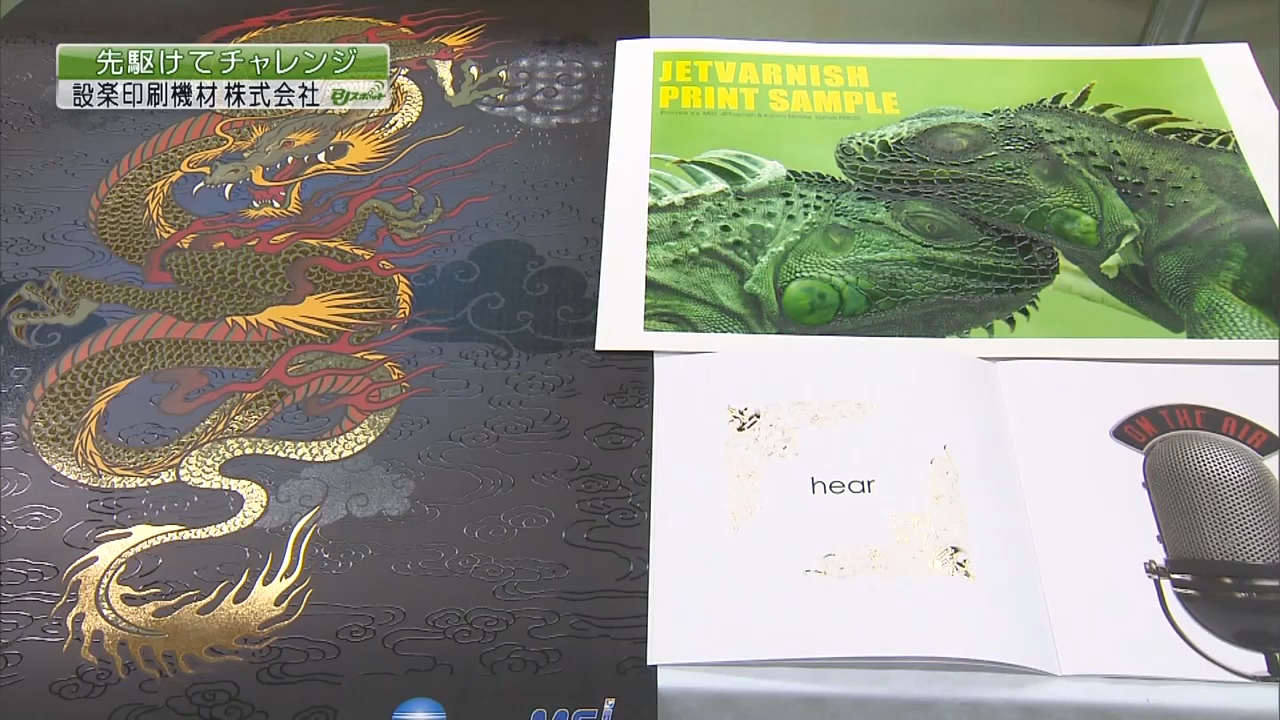 先駆けてチャレンジ
設楽印刷機材 株式会社
JETVARNISH
PRINT SAMPLE
hear
ON THE AIR